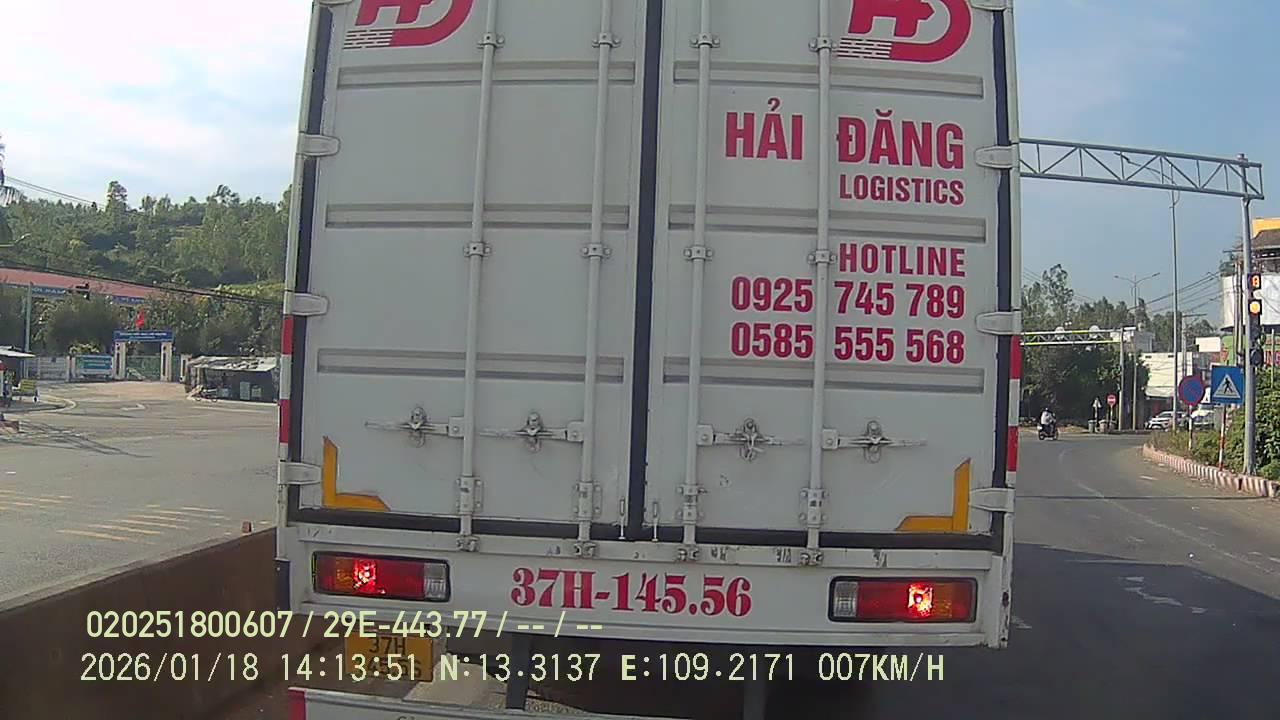 HD
HD
HẢI ĐĂNG
LOGISTICS
HOTLINE
0925 745 789
0585 555 568
37H-145.56
020251800607 / 29E-443.77 / -- / --
37H
2026/01/18 14:13:51 N:13.3137 E:109.2171 007KM/H